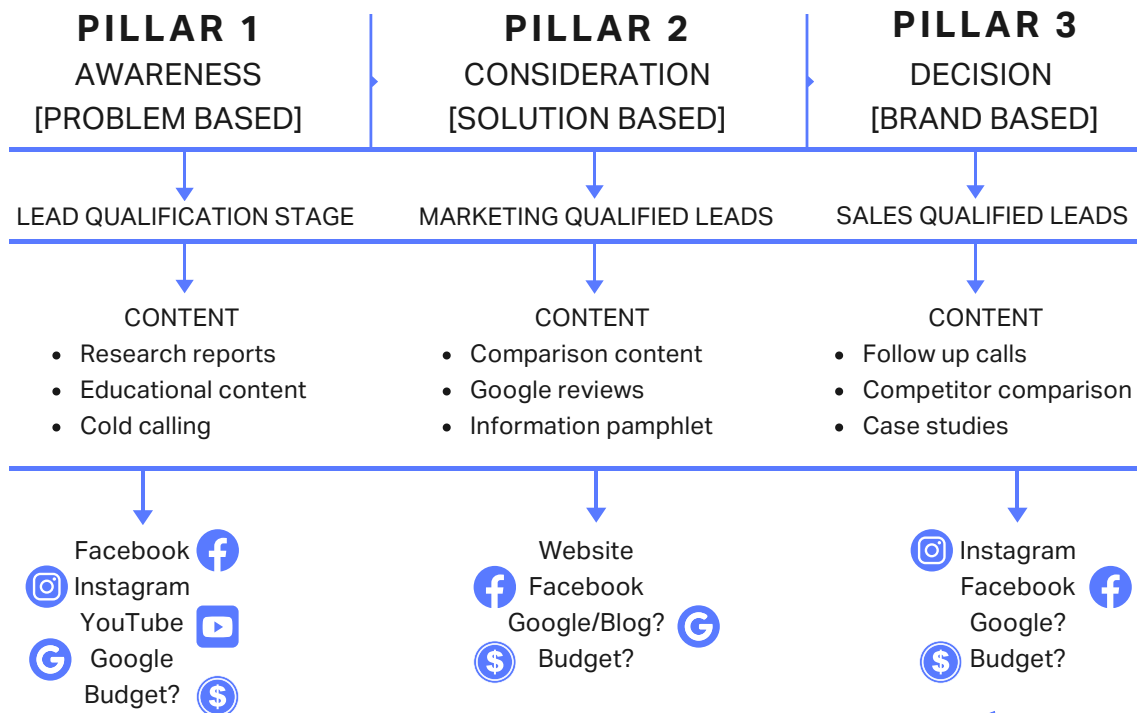 PILLAR 1
AWARENESS
[PROBLEM BASED]
LEAD QUALIFICATION STAGE
CONTENT
• Research reports
• Educational content
• Cold calling
Facebook
Instagram
YouTube
Google
Budget?
PILLAR 2
CONSIDERATION
[SOLUTION BASED]
MARKETING QUALIFIED LEADS
CONTENT
• Comparison content
• Google reviews
• Information pamphlet
Website
Facebook
Google/Blog?
Budget?
PILLAR 3
DECISION
[BRAND BASED]
SALES QUALIFIED LEADS
CONTENT
• Follow up calls
• Competitor comparison
• Case studies
Instagram
Facebook
Google?
Budget?